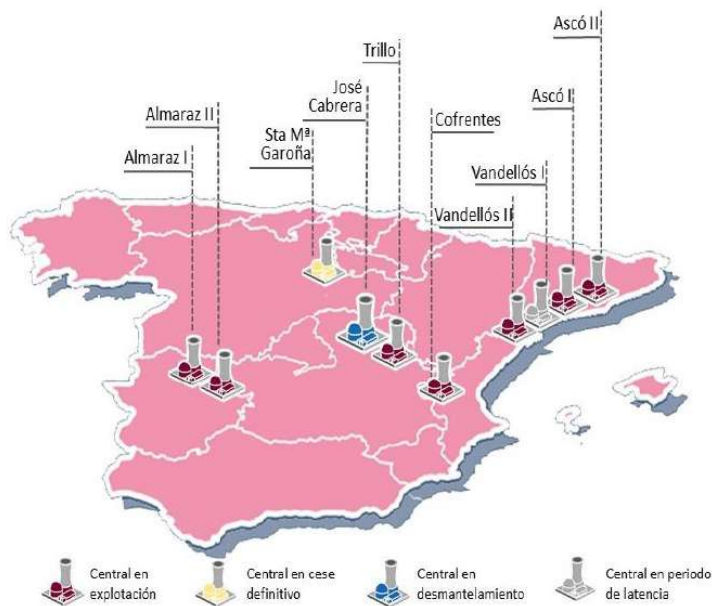 Ascó II
Trillo
José
Cabrera
Ascó I
Almaraz II
Cofrentes
Sta Mª
Garoña
Almaraz I
Vandellós I
Vandellós II
Central en
explotación
Central en cese
definitivo
Central en
desmantelamiento
Central en periodo
de latencia